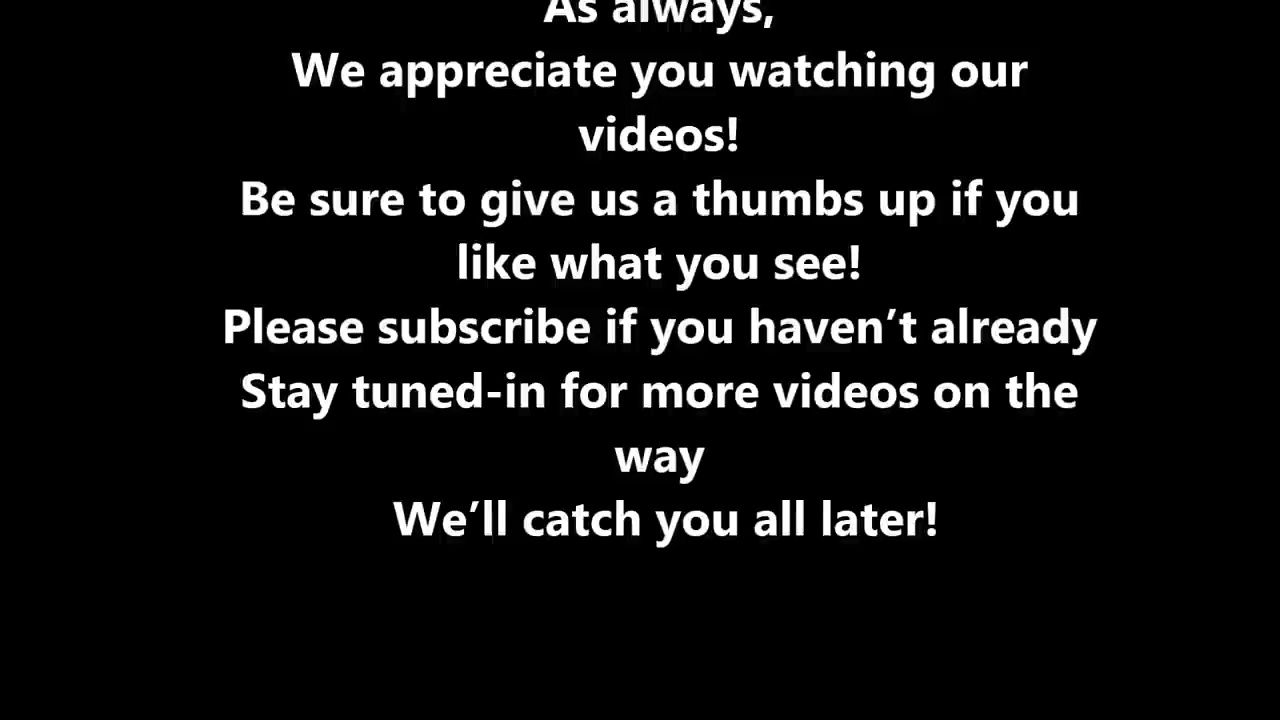 As always,
We appreciate you watching our
videos!
Be sure to give us a thumbs up if you
like what you see!
Please subscribe if you haven’t already
Stay tuned-in for more videos on the
way
We’ll catch you all later!